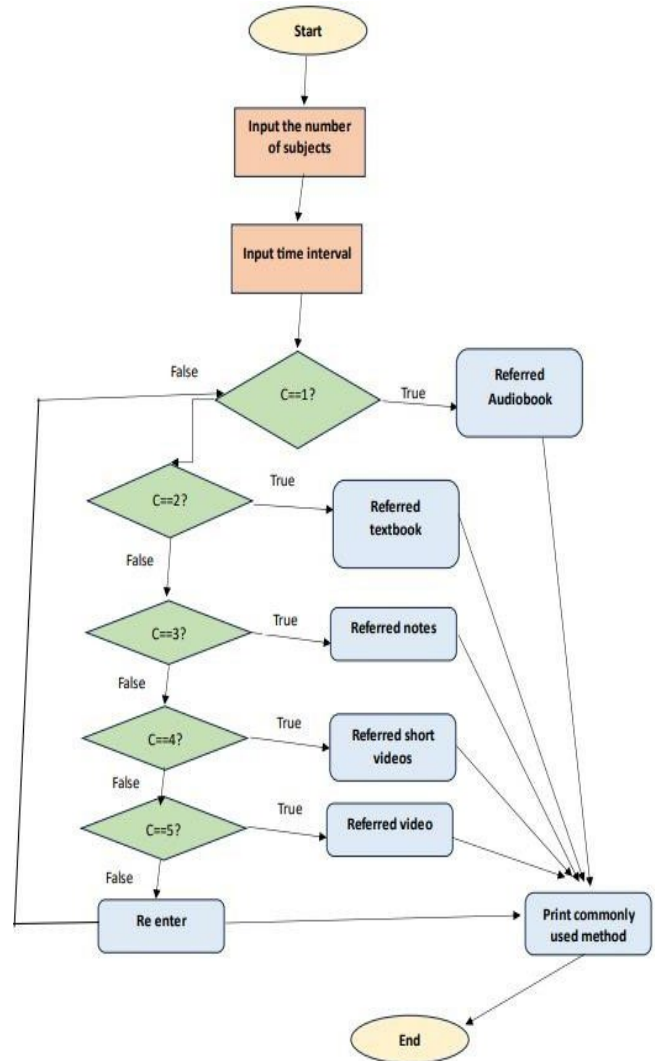 Start
Input the number
of subjects
Input time interval
False
C==1?
True
Referred
Audiobook
C==2?
True
Referred
textbook
False
C==3?
True
Referred notes
False
C==4?
True
Referred short
videos
False
C==5?
True
Referred video
False
Re enter
Print commonly
used method
End